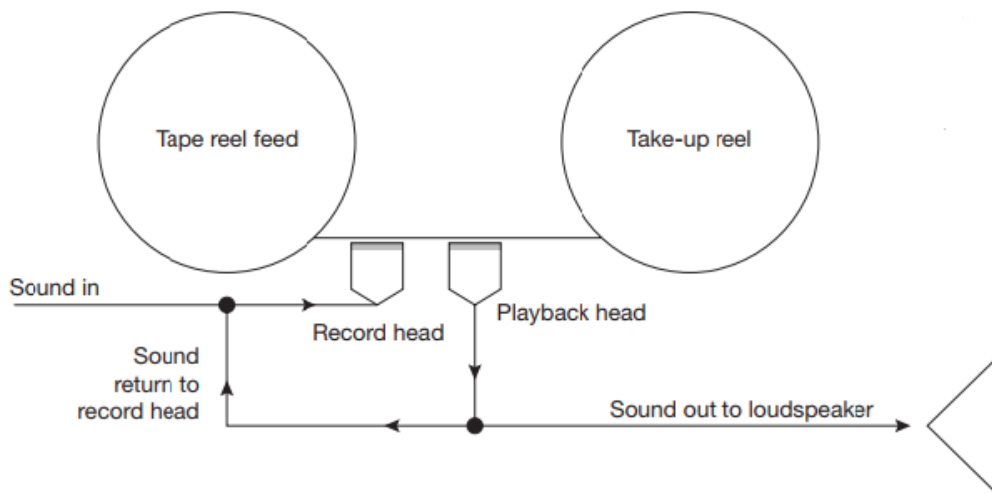 Tape reel feed
Take-up reel
Sound in
Record head
Playback head
Sound
return to
record head
Sound out to loudspeaker